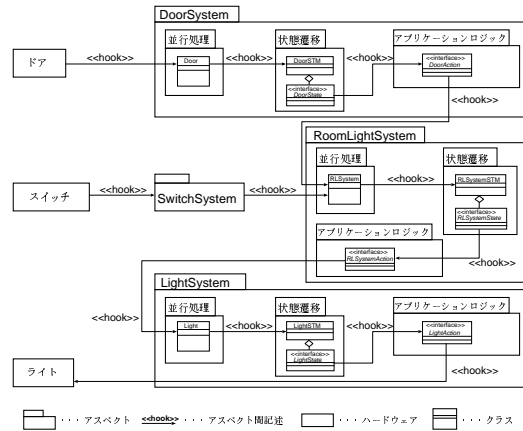 DoorSystem
並行処理
状態遷移
アプリケーションロジック
<<hook>>
<<hook>>
<<hook>>
ドア
Door
DoorSTM
<<interface>>
DoorAction
<<interface>>
DoorState
<<hook>>
RoomLightSystem
並行処理
状態遷移
<<hook>>
<<hook>>
<<hook>>
スイッチ
SwitchSystem
RLSystem
RLSystemSTM
<<interface>>
RLSystemState
アプリケーションロジック
<<interface>>
RLSystemAction
<<hook>>
LightSystem
並行処理
状態遷移
アプリケーションロジック
<<hook>>
<<hook>>
<<hook>>
Light
LightSTM
<<interface>>
LightAction
<<interface>>
LightState
ライト
<<hook>>
・・・アスペクト <<hook>> ・・・アスペクト間記述 ・・・ハードウェア ・・・クラス